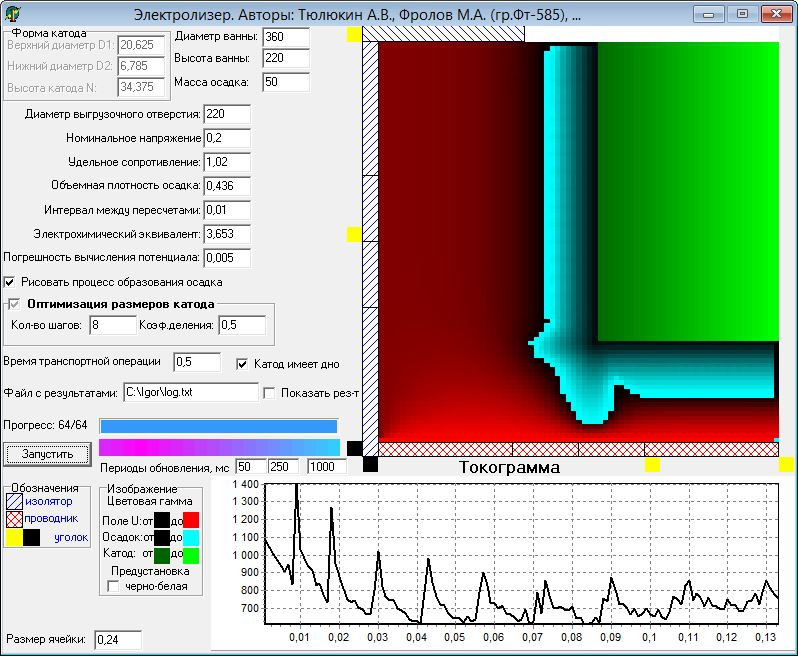 Электролизер. Авторы: Тюлюкин А.В., Фролов М.А. (гр.Фт-585), ...
Форма катода
Верхний диаметр D1: 20,625
Нижний диаметр D2: 6,785
Высота катода N: 34,375
Диаметр ванны: 360
Высота ванны: 220
Масса осадка: 50
Диаметр выгрузочного отверстия: 220
Номинальное напряжение 0,2
Удельное сопротивление: 1,02
Объемная плотность осадка: 0,436
Интервал между пересчетами: 0,01
Электрохимический эквивалент: 3,653
Погрешность вычисления потенциала: 0,005
Рисовать процесс образования осадка
Оптимизация размеров катода
Кол-во шагов: 8 Коэф.деления: 0,5
Время транспортной операции 0,5 Катод имеет дно
Файл с результатами: C:\Igor\log.txt Показать рез-т
Прогресс: 64/64
Запустить
Периоды обновления, мс 50 250 1000
Обозначения
изолятор
проводник
уголок
Изображение
Цветовая гамма
Поле U: от до
Осадок: от до
Катод: от до
Предустановка
черно-белая
Размер ячейки: 0,24
Токограмма
1 400
1 300
1 200
1 100
1 000
900
800
700
0,01 0,02 0,03 0,04 0,05 0,06 0,07 0,08 0,09 0,1 0,11 0,12 0,13